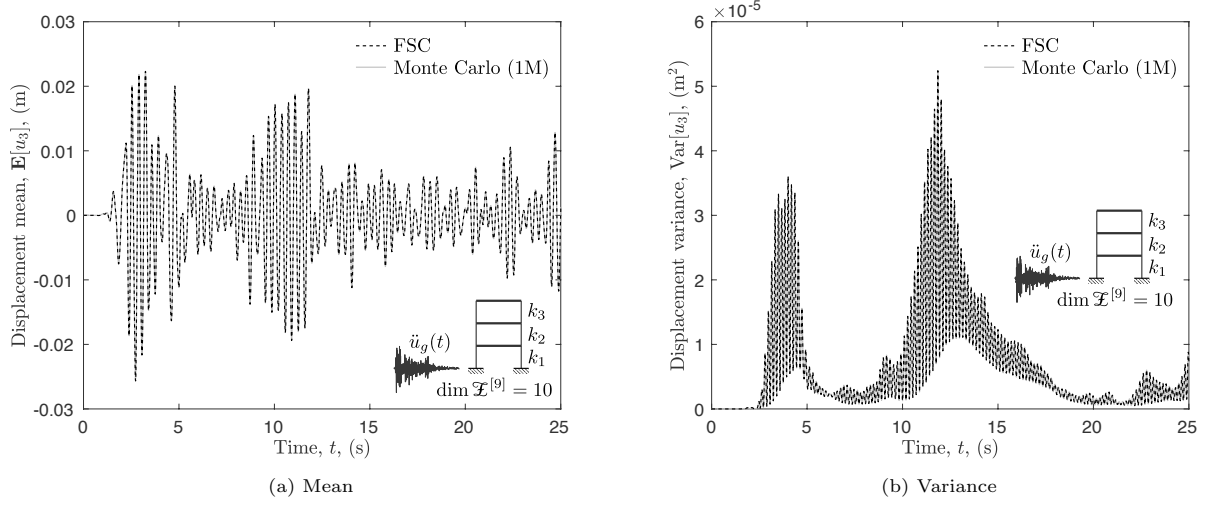 0.03
0.02
0.01
0
-0.01
-0.02
-0.03
Displacement mean, E[u₃], (m)
FSC
Monte Carlo (1M)
k₃
k₂
k₁
ü_g(t)
dim 𝒵^[9] = 10
0 5 10 15 20 25
Time, t, (s)
(a) Mean
×10⁻⁵
6
5
4
3
2
1
0
Displacement variance, Var[u₃], (m²)
FSC
Monte Carlo (1M)
k₃
k₂
k₁
ü_g(t)
dim 𝒵^[9] = 10
0 5 10 15 20 25
Time, t, (s)
(b) Variance